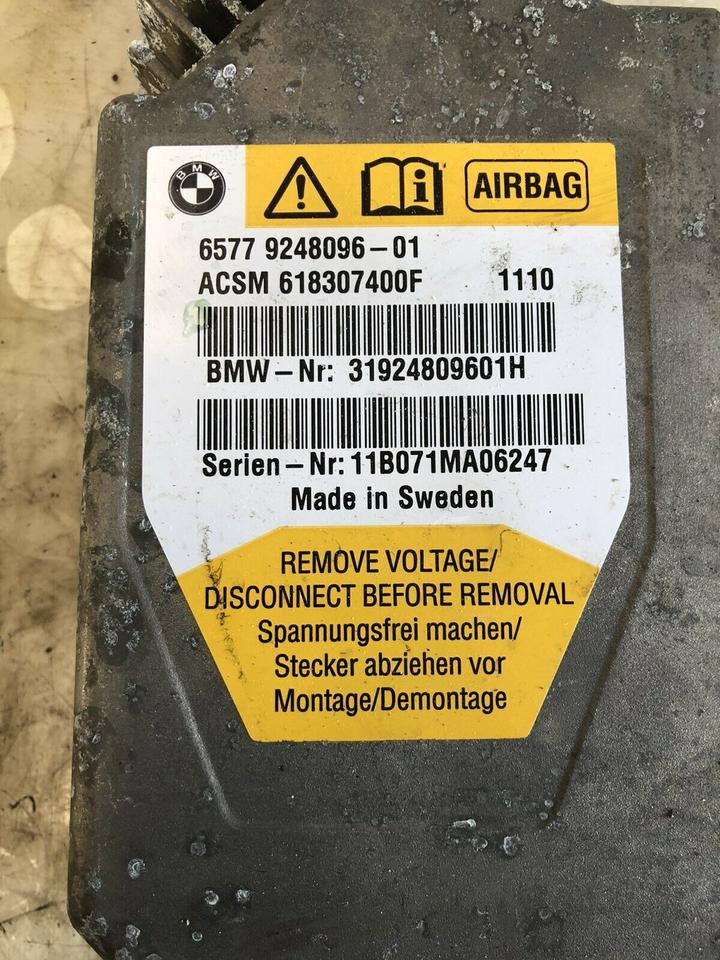 BMW
AIRBAG
6577 9248096-01
ACSM 618307400F 1110
BMW-Nr: 31924809601H
Serien-Nr: 11B071MA06247
Made in Sweden
REMOVE VOLTAGE/
DISCONNECT BEFORE REMOVAL
Spannungsfrei machen/
Stecker abziehen vor
Montage/Demontage